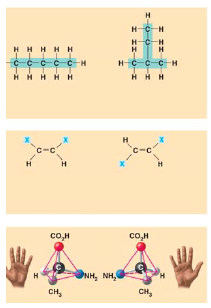 H H H H H
C C C C C H
H H H H H
H
H C H
H C H
H H
C C C H
H H H
X X
C=C
H H
H X
C=C
X H
CO₂H
C
H NH₂
CH₃
CO₂H
C
NH₂ H
CH₃